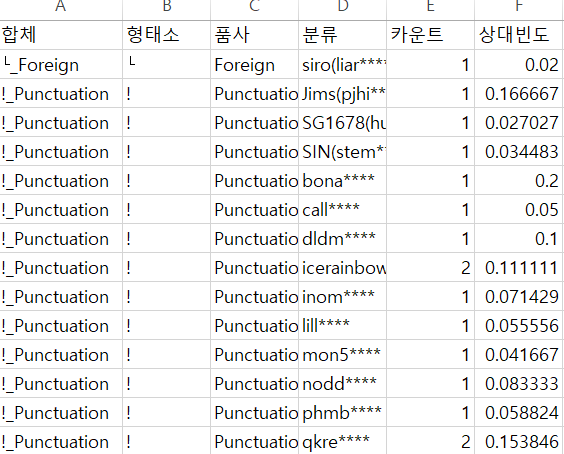 A B C D E F
합체 형태소 품사 분류 카운트 상대빈도
└_Foreign └ Foreign siro(liar**** 1 0.02
!_Punctuation ! Punctuatio Jims(pjhi** 1 0.166667
!_Punctuation ! Punctuatio SG1678(hu 1 0.027027
!_Punctuation ! Punctuatio SIN(stem* 1 0.034483
!_Punctuation ! Punctuatio bona**** 1 0.2
!_Punctuation ! Punctuatio call**** 1 0.05
!_Punctuation ! Punctuatio dldm**** 1 0.1
!_Punctuation ! Punctuatio icerainbow 2 0.111111
!_Punctuation ! Punctuatio inom**** 1 0.071429
!_Punctuation ! Punctuatio lill**** 1 0.055556
!_Punctuation ! Punctuatio mon5**** 1 0.041667
!_Punctuation ! Punctuatio nodd**** 1 0.083333
!_Punctuation ! Punctuatio phmb**** 1 0.058824
!_Punctuation ! Punctuatio qkre**** 2 0.153846